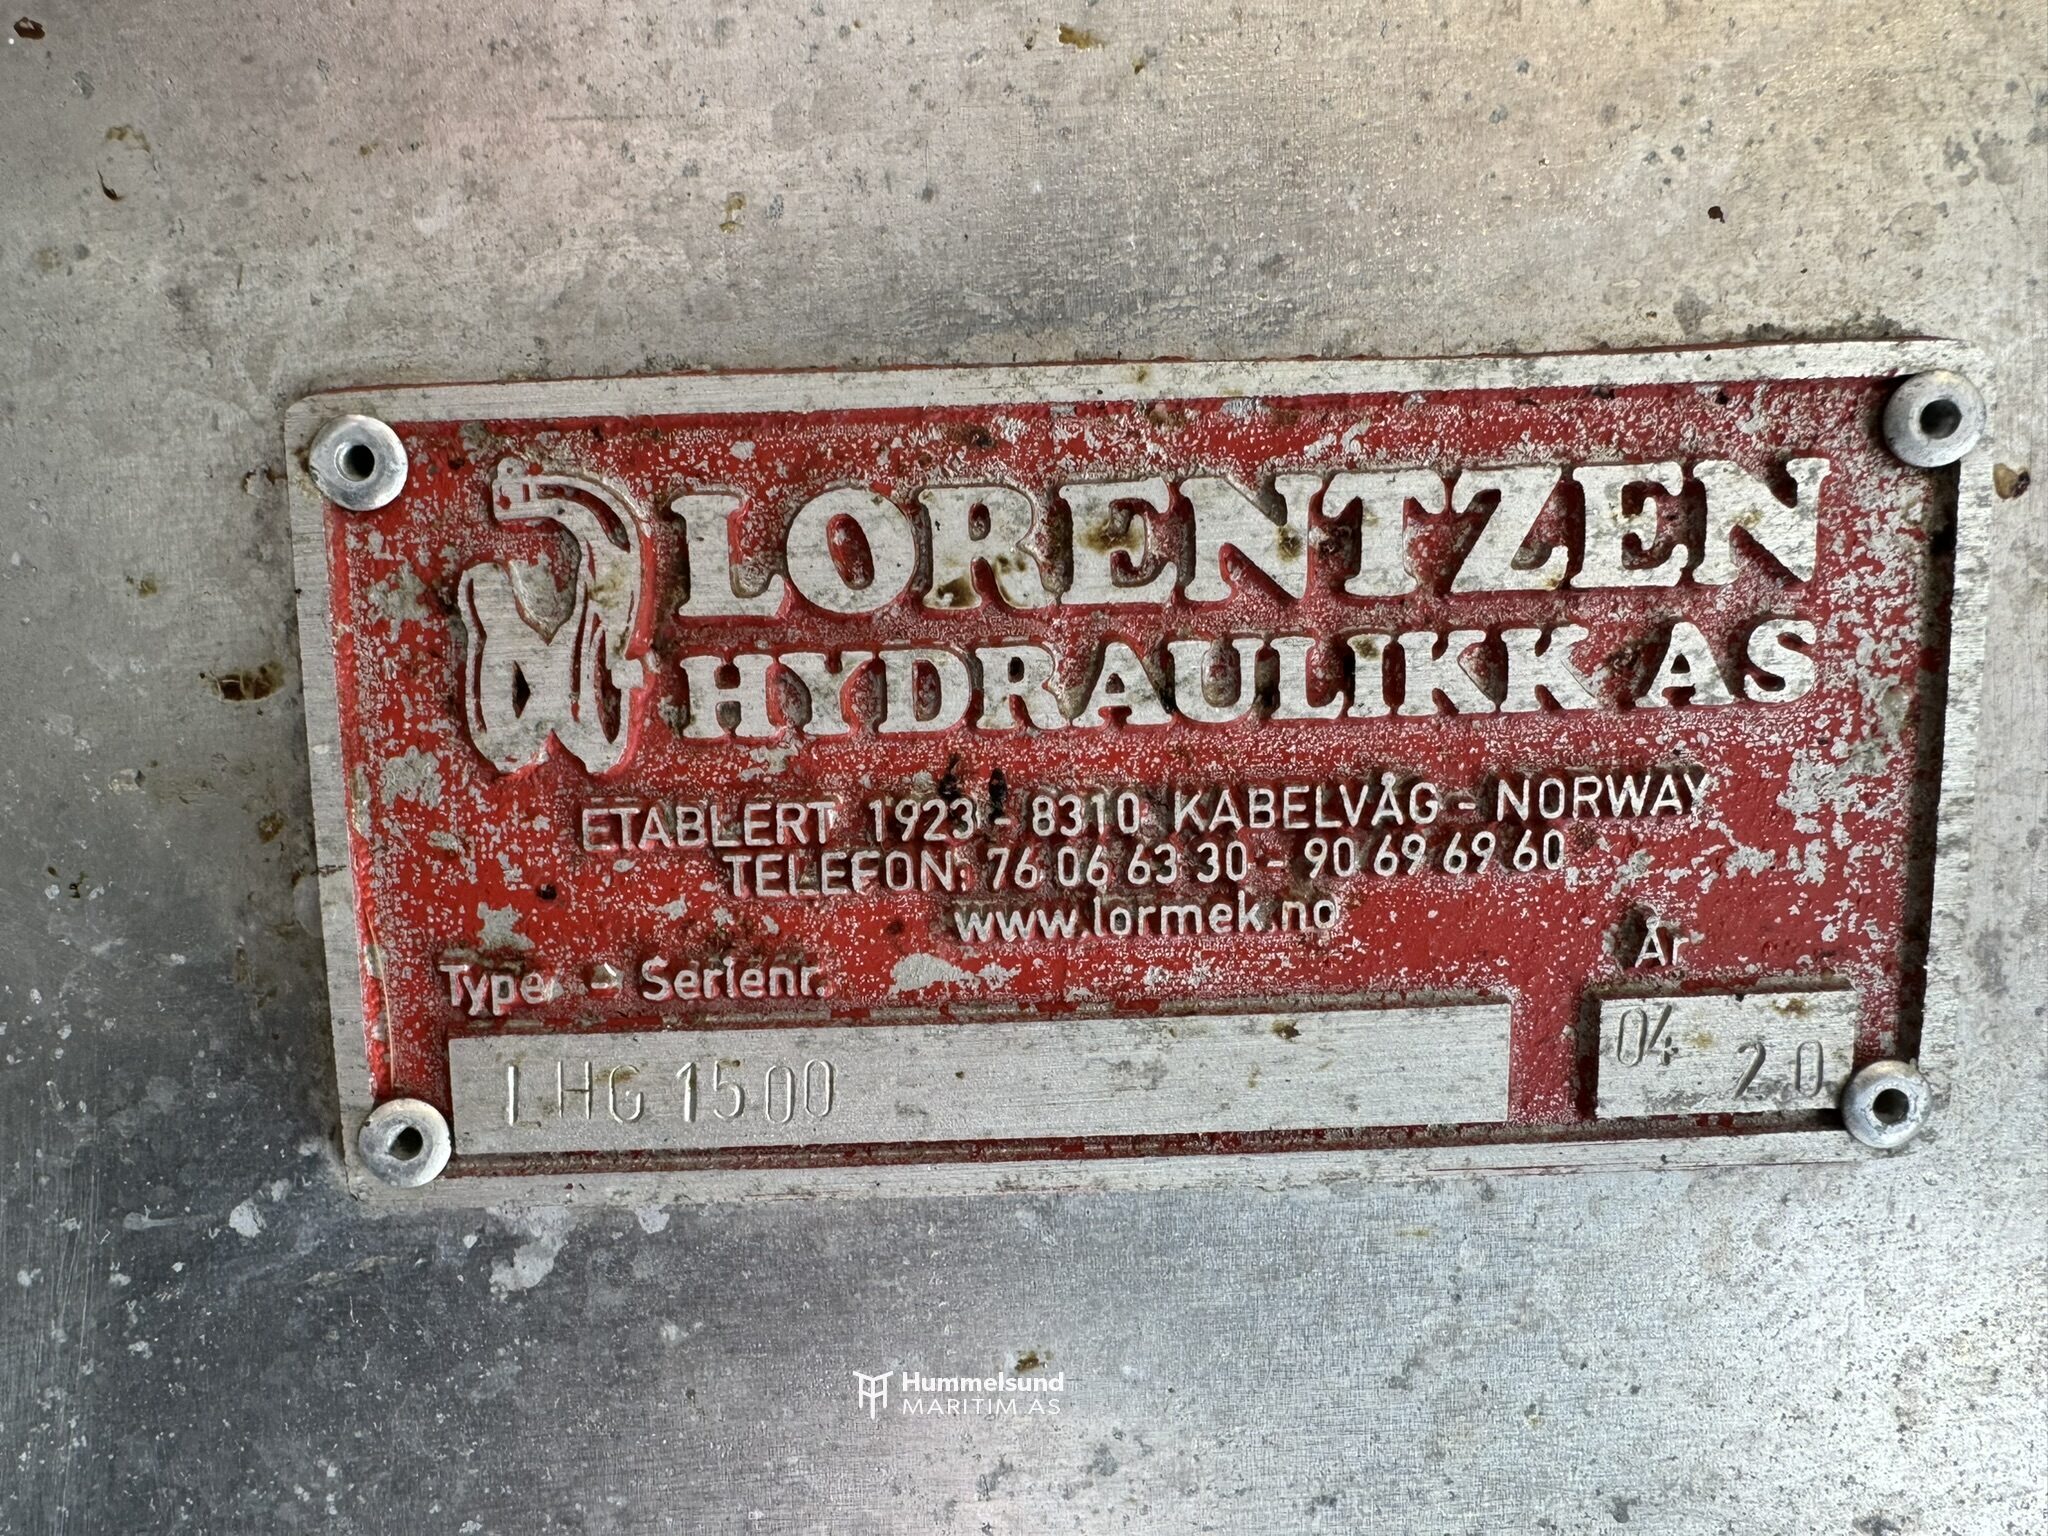 LORENTZEN
HYDRAULIKK AS
ETABLERT 1923 - 8310 KABELVÅG - NORWAY
TELEFON: 76 06 63 30 - 90 69 69 60
www.lormek.no
Type - Serienr.
År
LHG 1500
04 20
Hummelsund
MARITIM AS